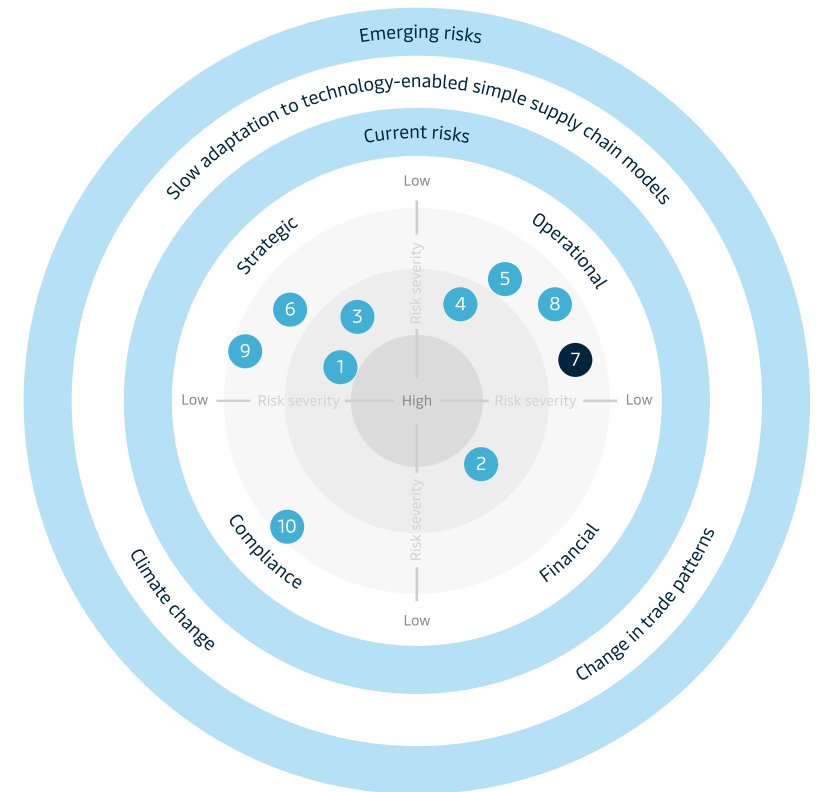 Emerging risks
Slow adaptation to technology-enabled simple supply chain models
Current risks
Low
Strategic
Operational
Risk severity
5
6
3
4
8
9
1
7
Low
Risk severity
High
Risk severity
Low
2
Risk severity
10
Compliance
Financial
Climate change
Change in trade patterns
Low